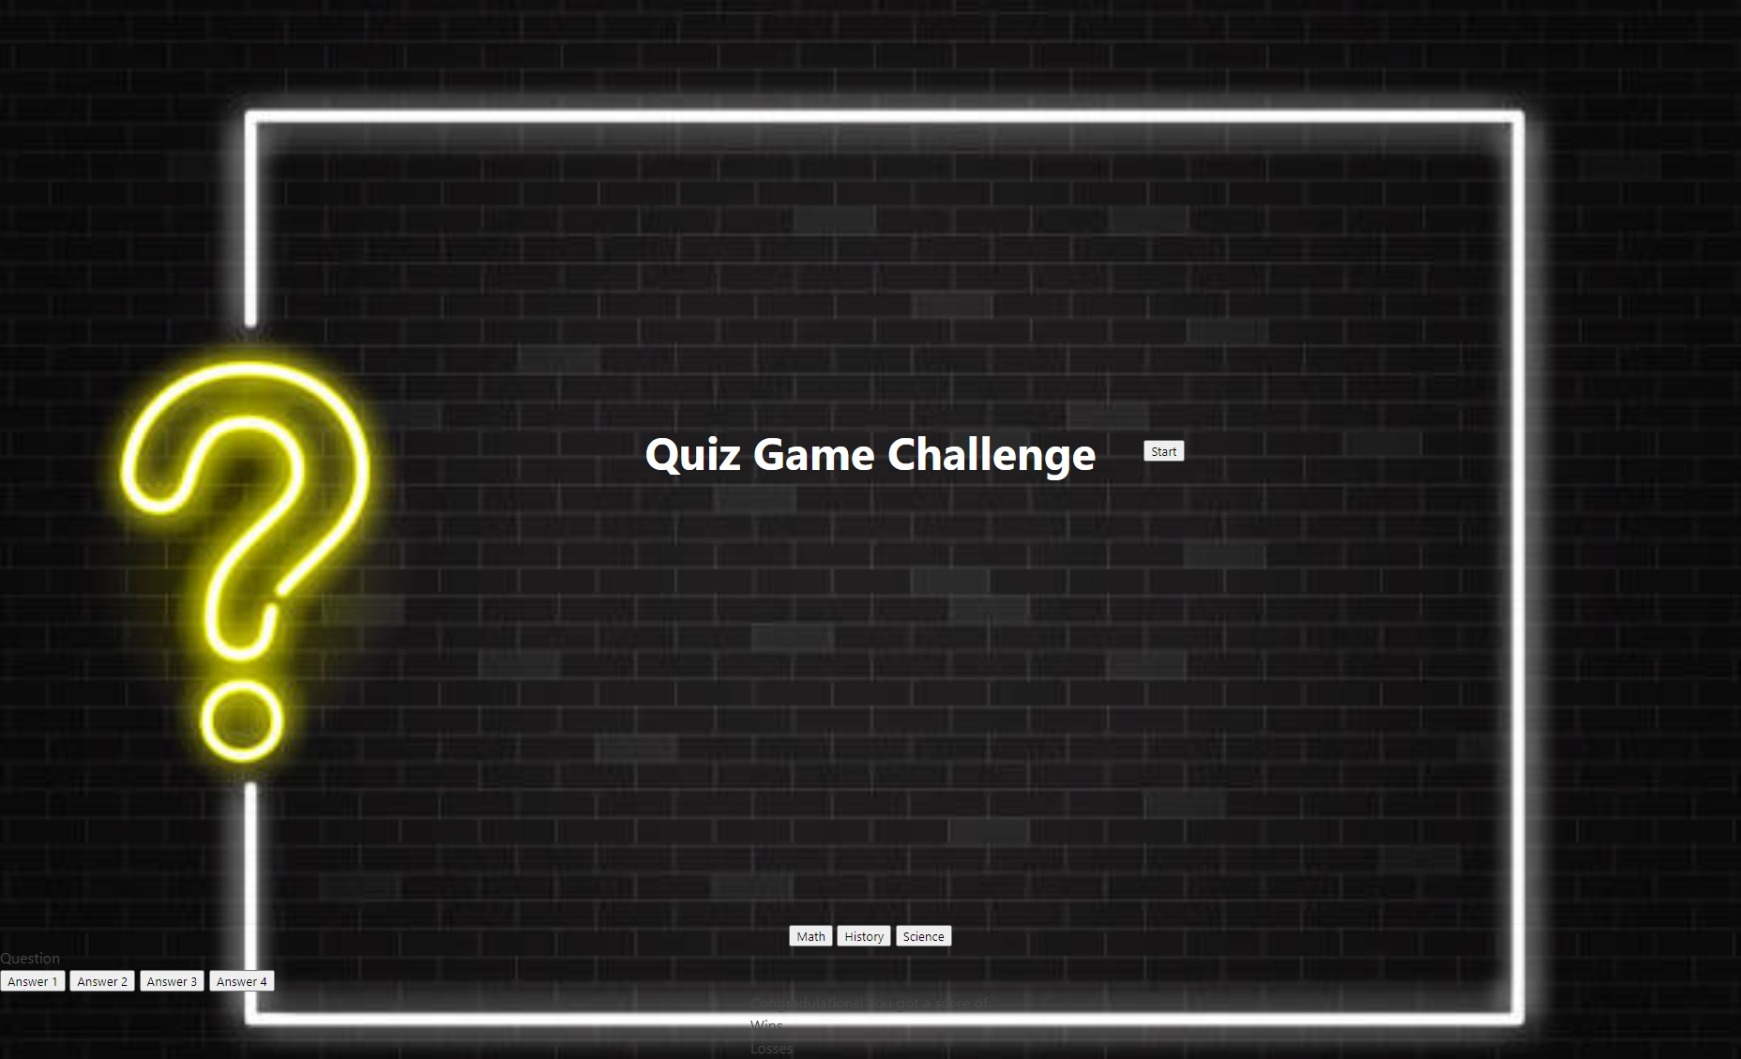 Quiz Game Challenge
Start
Math History Science
Question
Answer 1 Answer 2 Answer 3 Answer 4
Congredulations! You got a score of:
Wins
Losses